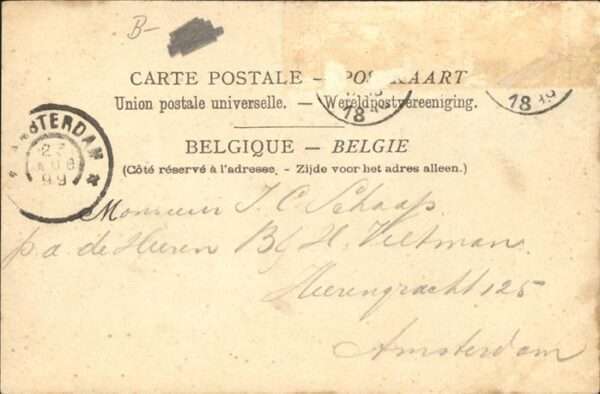 B-
CARTE POSTALE – POSTKAART
Union postale universelle. — Wereldpostvereeniging.
18 18
BELGIQUE – BELGIE
(Côté réservé à l'adresse. - Zijde voor het adres alleen.)
AMSTERDAM
AUG
99
Monsieur J. C. Schaap
p a de Heeren B & H. Veltman
Heerengracht 125
Amsterdam